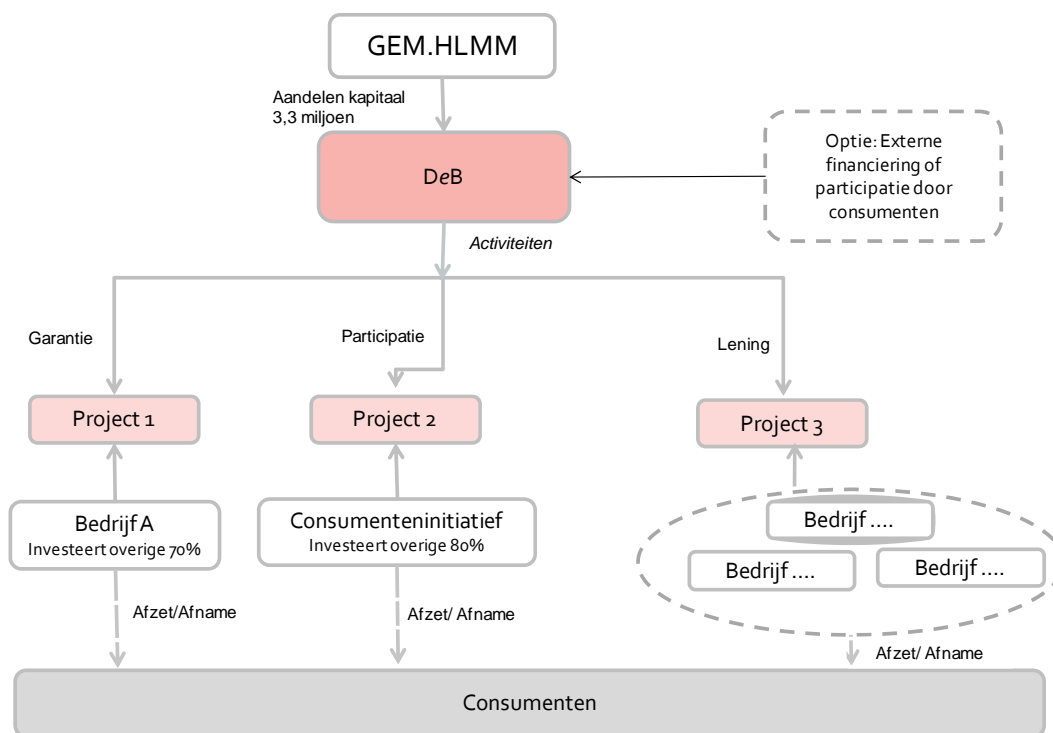 GEM.HLMM
Aandelen kapitaal
3,3 miljoen
DeB
Optie: Externe
financiering of
participatie door
consumenten
Activiteiten
Garantie
Participatie
Lening
Project 1
Project 2
Project 3
Bedrijf A
Investeert overige 70%
Consumenteninitiatief
Investeert overige 80%
Bedrijf ....
Bedrijf ....
Bedrijf ....
Afzet/Afname
Afzet/ Afname
Afzet/ Afname
Consumenten